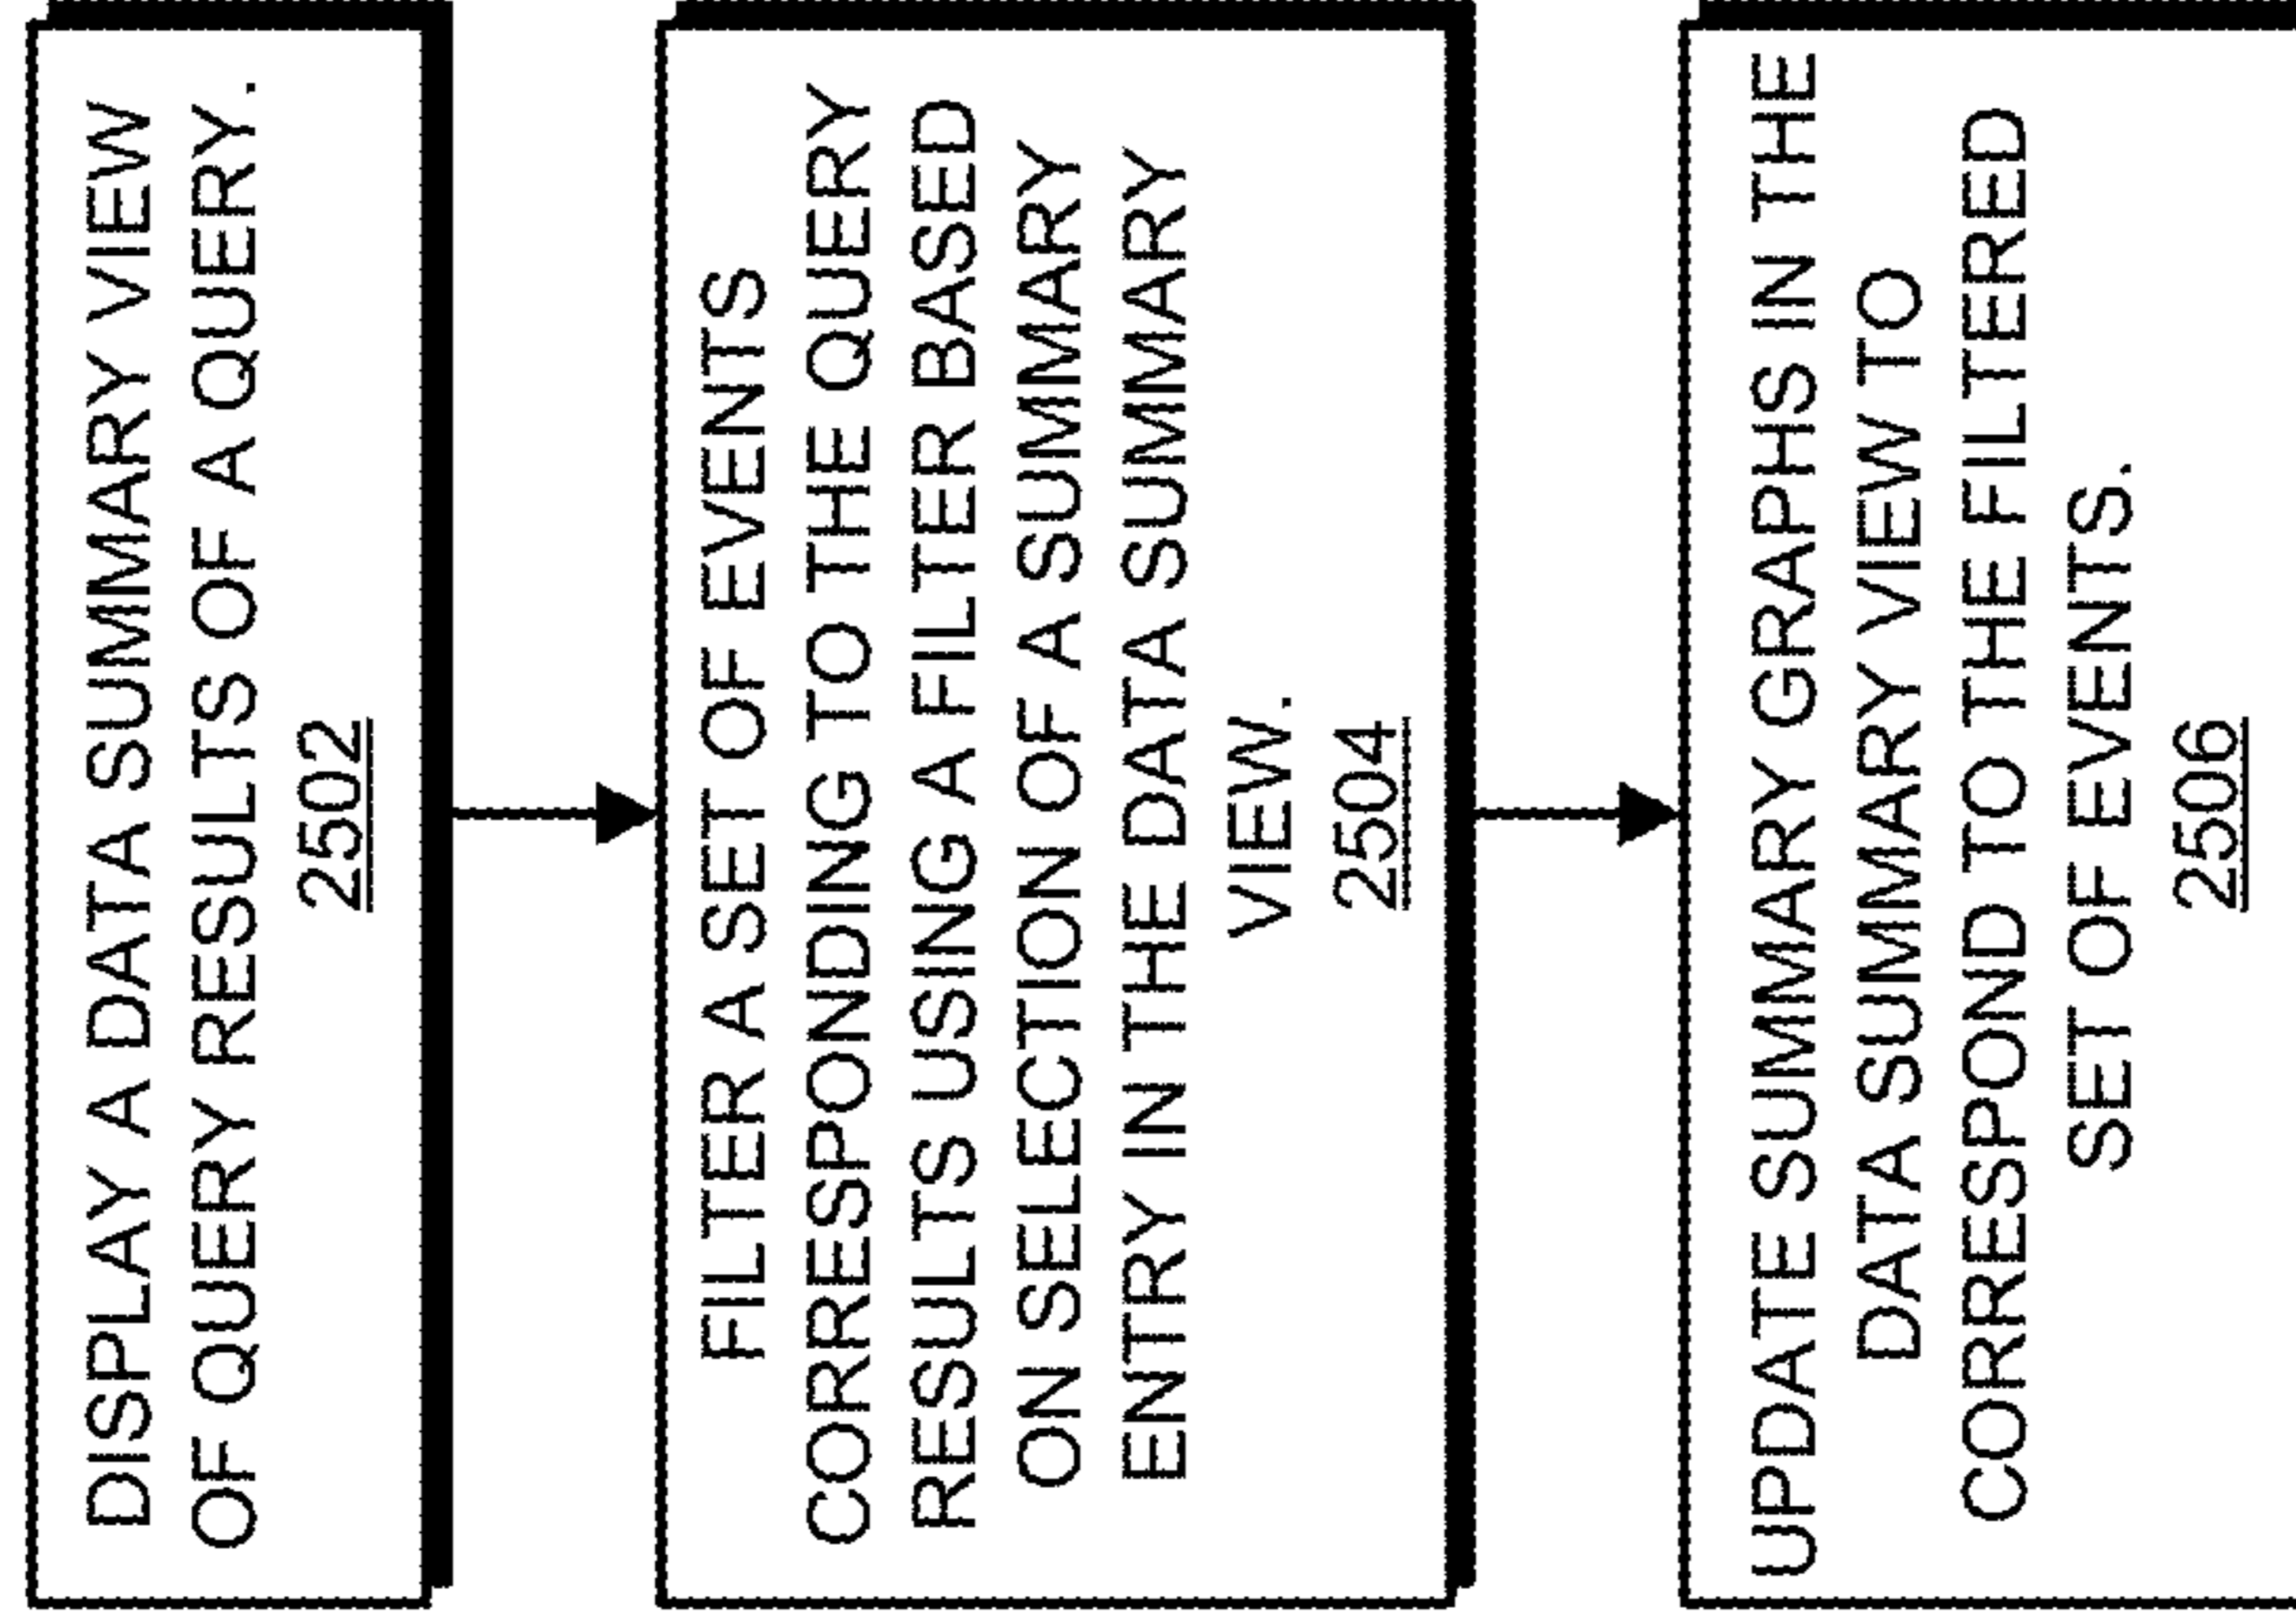 DISPLAY A DATA SUMMARY VIEW
OF QUERY RESULTS OF A QUERY.
2502
FILTER A SET OF EVENTS
CORRESPONDING TO THE QUERY
RESULTS USING A FILTER BASED
ON SELECTION OF A SUMMARY
ENTRY IN THE DATA SUMMARY
VIEW.
2504
UPDATE SUMMARY GRAPHS IN THE
DATA SUMMARY VIEW TO
CORRESPOND TO THE FILTERED
SET OF EVENTS.
2506